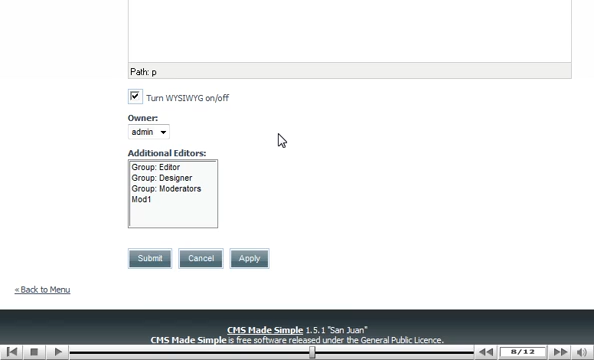 Path: p
Turn WYSIWYG on/off
Owner:
admin
Additional Editors:
Group: Editor
Group: Designer
Group: Moderators
Mod1
Submit Cancel Apply
« Back to Menu
CMS Made Simple 1.5.1 "San Juan"
CMS Made Simple is free software released under the General Public Licence.
8/12